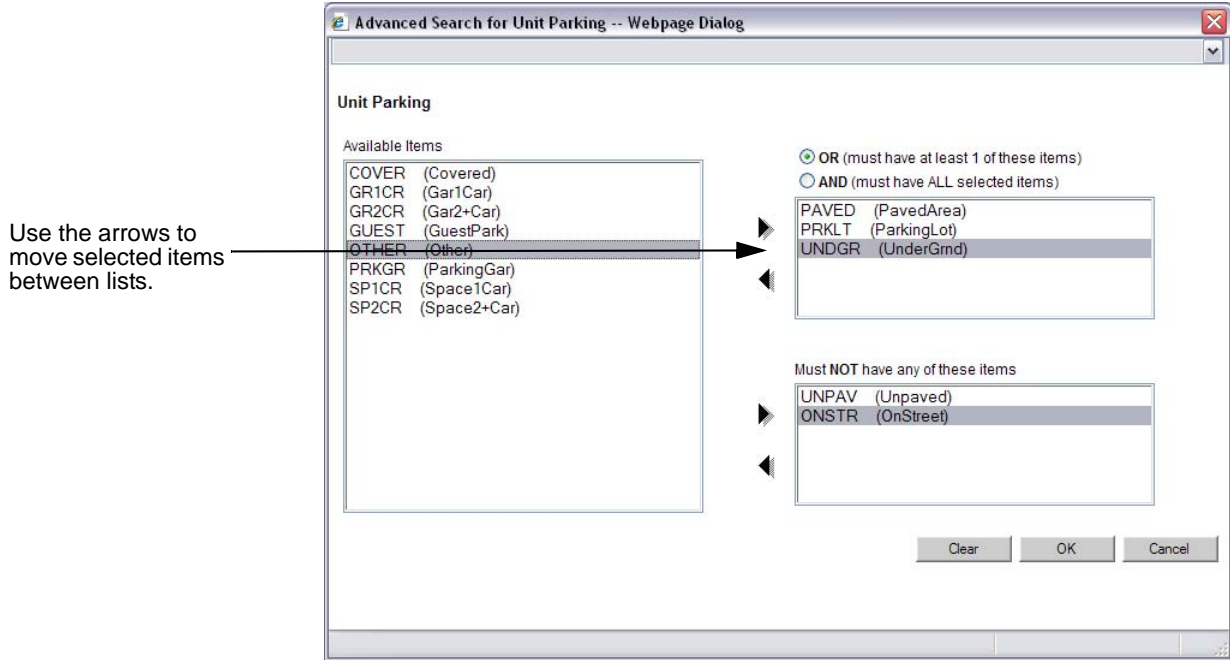 Advanced Search for Unit Parking -- Webpage Dialog
Unit Parking
Available Items
COVER (Covered)
GR1CR (Gar1Car)
GR2CR (Gar2+Car)
GUEST (GuestPark)
OTHER (Other)
PRKGR (ParkingGar)
SP1CR (Space1Car)
SP2CR (Space2+Car)
Use the arrows to
move selected items
between lists.
OR (must have at least 1 of these items)
AND (must have ALL selected items)
PAVED (PavedArea)
PRKLT (ParkingLot)
UNDGR (UnderGrnd)
Must NOT have any of these items
UNPAV (Unpaved)
ONSTR (OnStreet)
Clear
OK
Cancel